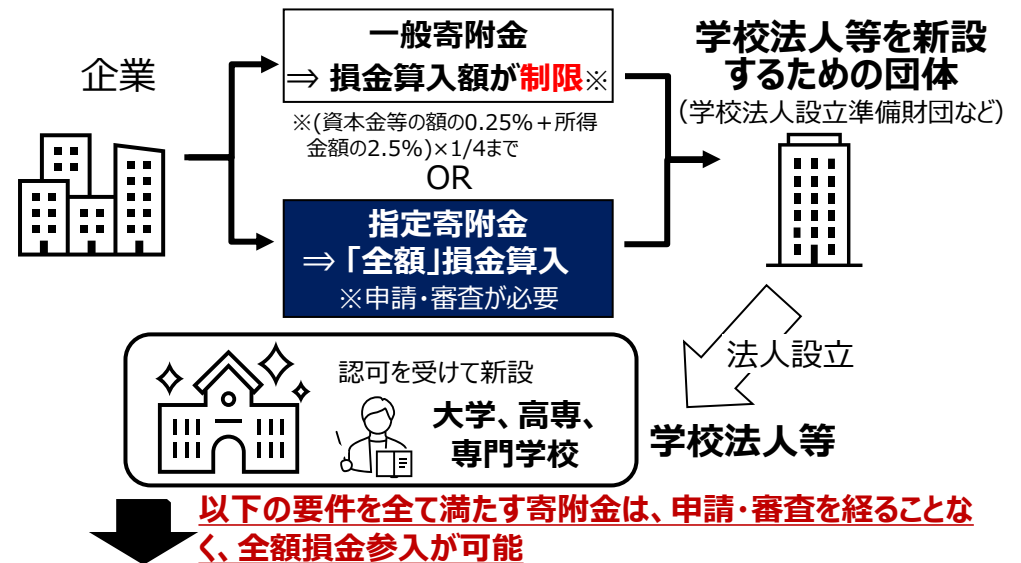 企業
一般寄附金
⇒ 損金算入額が制限※
※(資本金等の額の0.25%＋所得
金額の2.5%)×1/4まで
OR
指定寄附金
⇒「全額」損金算入
※申請・審査が必要
学校法人等を新設
するための団体
（学校法人設立準備財団など）
法人設立
学校法人等
認可を受けて新設
大学、高専、
専門学校
以下の要件を全て満たす寄附金は、申請・審査を経ることな
く、全額損金参入が可能